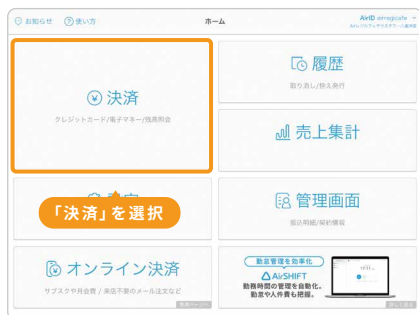 お知らせ
使い方
ホーム
AirID airregicafe
決済
クレジットカード/電子マネー/残高照会
履歴
取り消し/控え発行
売上集計
「決済」を選択
管理画面
振込明細/契約情報
オンライン決済
サブスクや月会費 / 来店不要のメール注文など
勤怠管理を効率化
AirSHIFT
勤務時間の管理を自動化。
勤怠や人件費も把握。